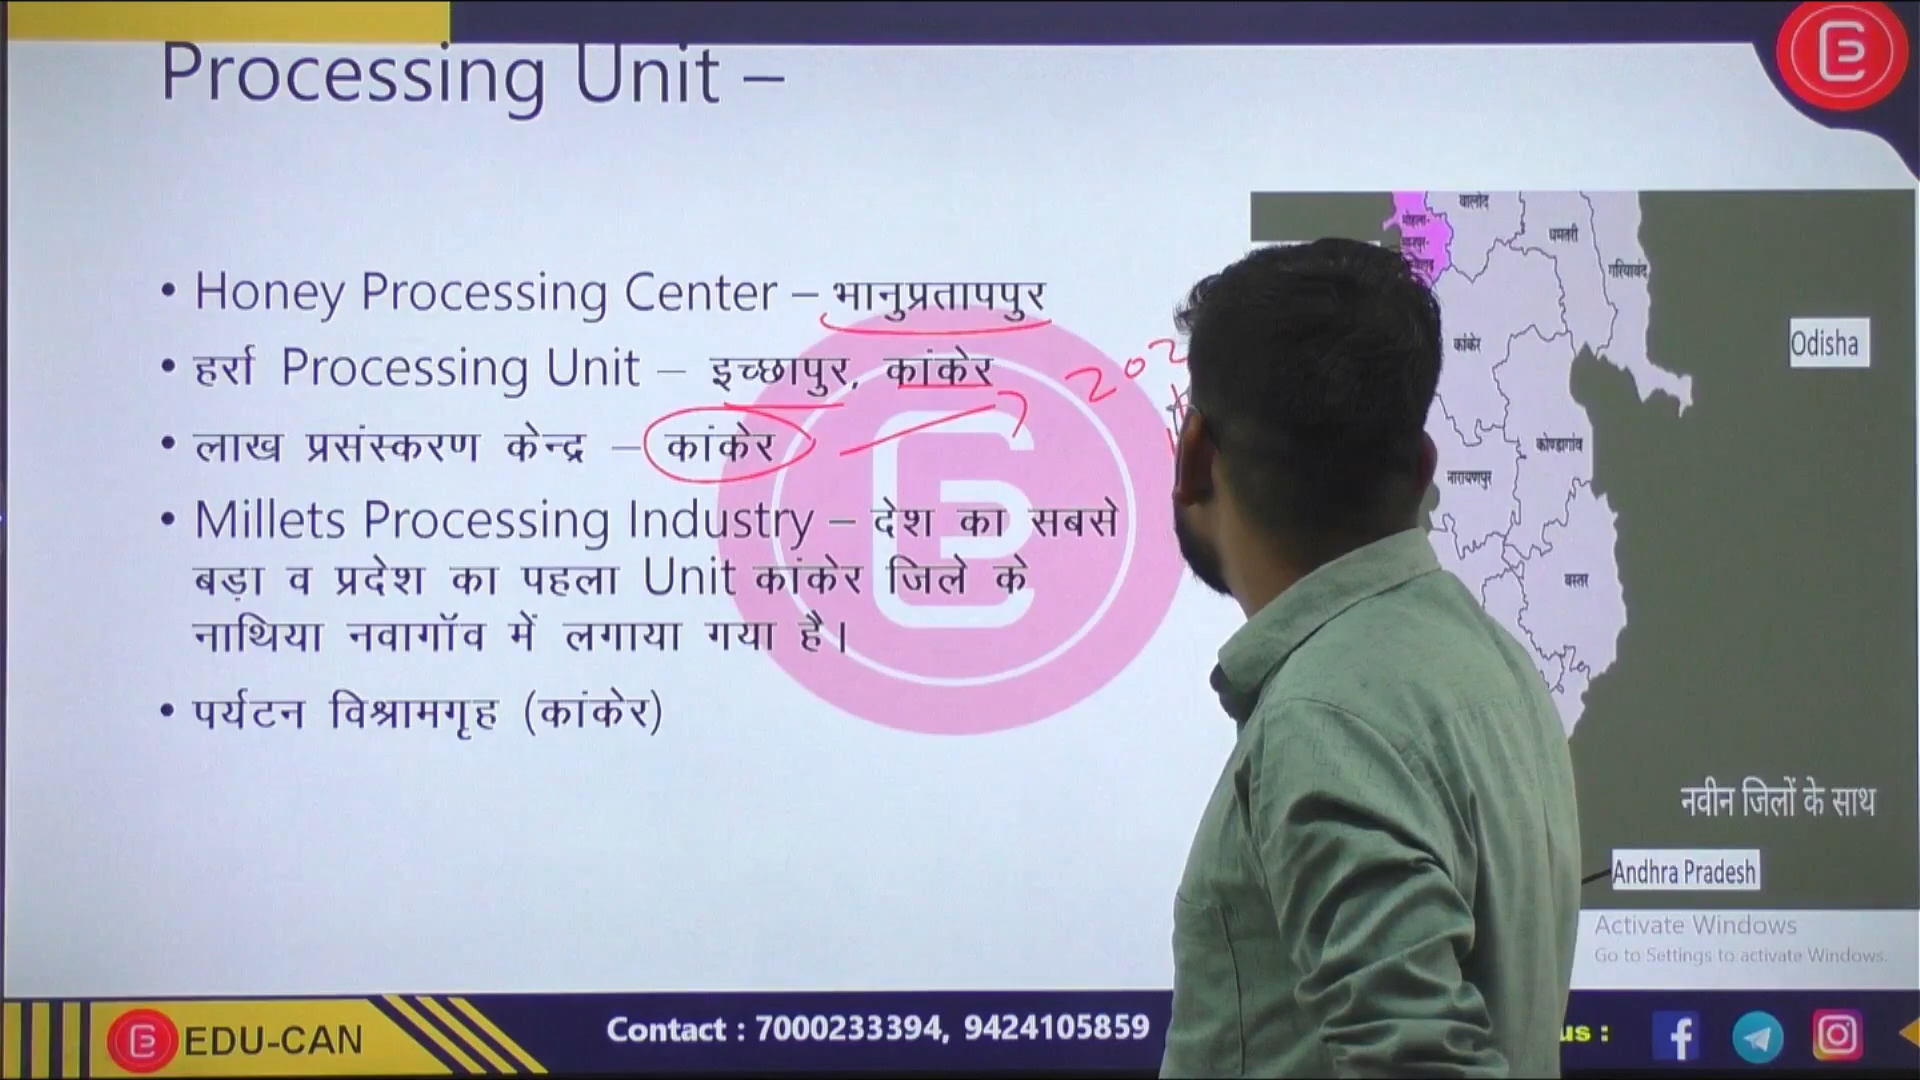 Processing Unit –
• Honey Processing Center – भानुप्रतापपुर
• हर्रा Processing Unit – इच्छापुर, कांकेर
• लाख प्रसंस्करण केन्द्र – कांकेर
• Millets Processing Industry – देश का सबसे
बड़ा व प्रदेश का पहला Unit कांकेर जिले के
नाथिया नवागॉव में लगाया गया है।
• पर्यटन विश्रामगृह (कांकेर)
बालोद
धमतरी
गरियाबंद
Odisha
कांकेर
कोण्डागांव
नारायणपुर
बस्तर
नवीन जिलों के साथ
Andhra Pradesh
Activate Windows
Go to Settings to activate Windows.
EDU-CAN
Contact : 7000233394, 9424105859
us :